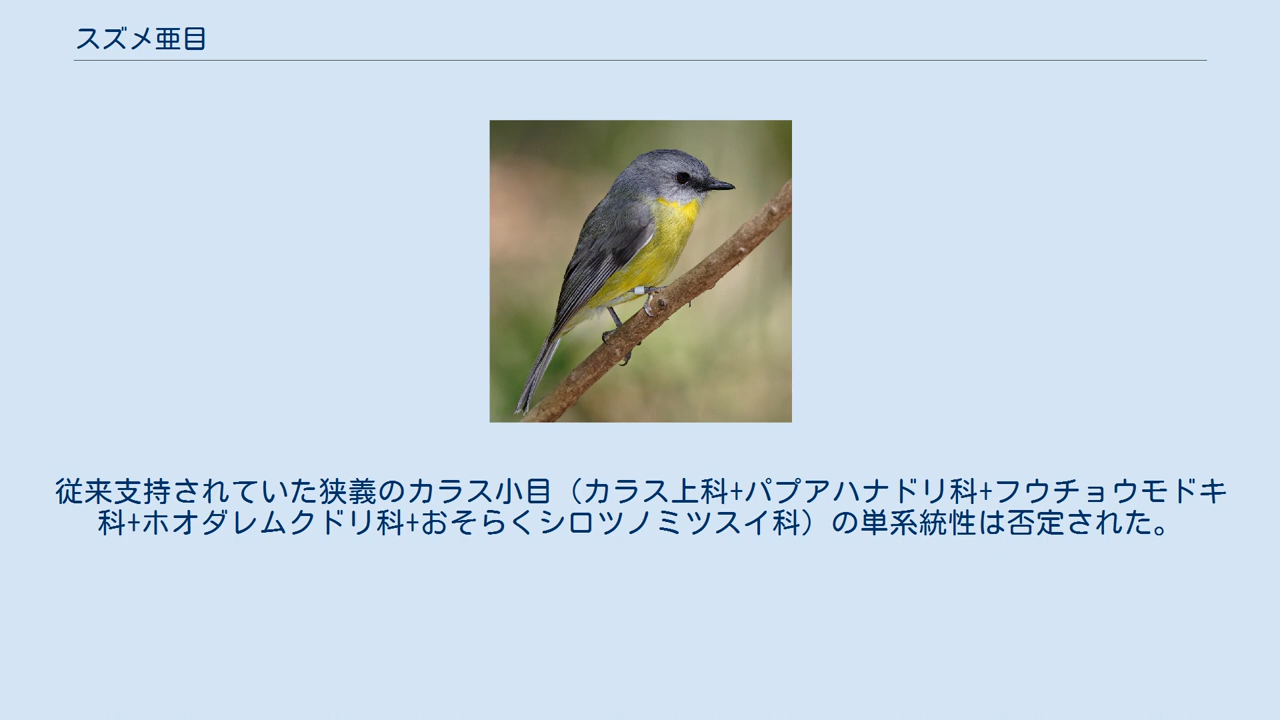 スズメ亜目
従来支持されていた狭義のカラス小目（カラス上科+パプアハナドリ科+フウチョウモドキ
科+ホオダレムクドリ科+おそらくシロツノミツスイ科）の単系統性は否定された。